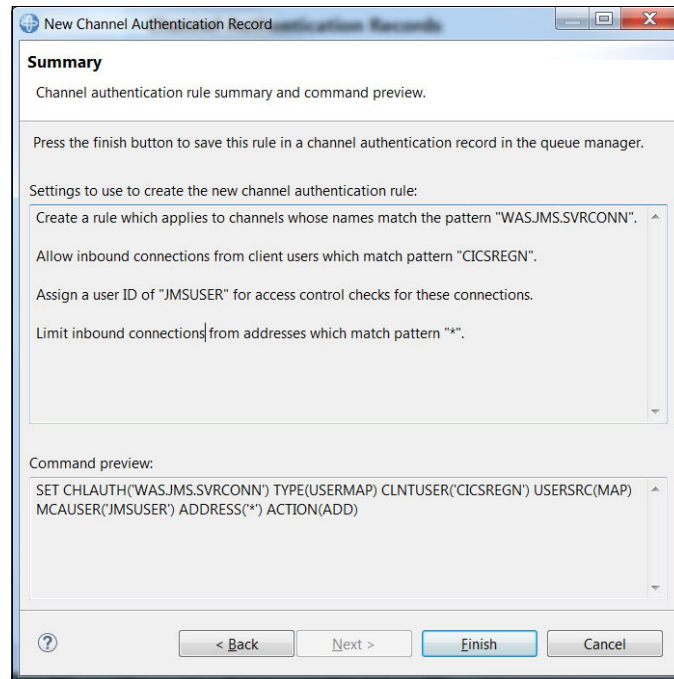 New Channel Authentication Record
Summary
Channel authentication rule summary and command preview.
Press the finish button to save this rule in a channel authentication record in the queue manager.
Settings to use to create the new channel authentication rule:
Create a rule which applies to channels whose names match the pattern "WASJMS.SVRCONN".
Allow inbound connections from client users which match pattern "CICSREGN".
Assign a user ID of "JMSUSER" for access control checks for these connections.
Limit inbound connections from addresses which match pattern "*".
Command preview:
SET CHLAUTH('WASJMS.SVRCONN') TYPE(USERMAP) CLNTUSER('CICSREGN') USERSRC(MAP)
MCAUSER('JMSUSER') ADDRESS('*') ACTION(ADD)
? < Back Next > Finish Cancel